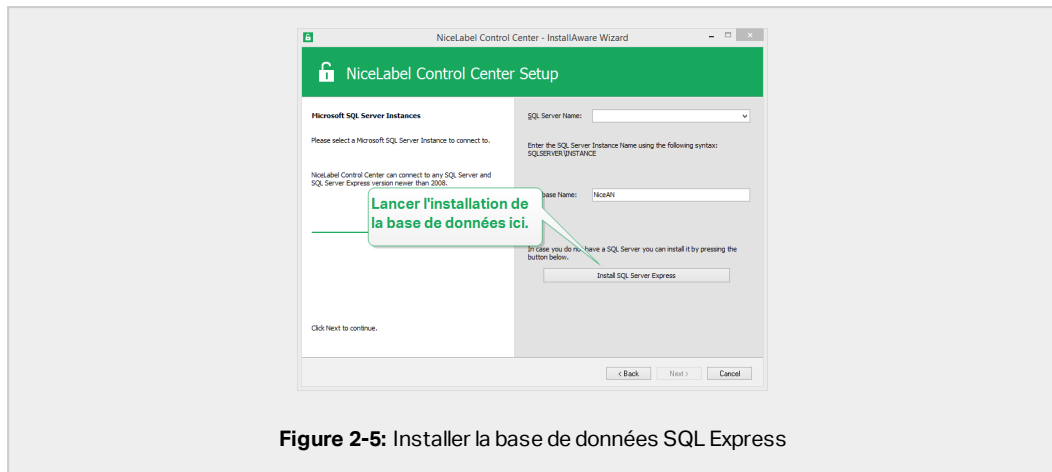 NiceLabel Control Center - InstallAware Wizard
NiceLabel Control Center Setup
Microsoft SQL Server Instances
Please select a Microsoft SQL Server Instance to connect to.
NiceLabel Control Center can connect to any SQL Server and
SQL Server Express version newer than 2008.
Click Next to continue.
SQL Server Name:
Enter the SQL Server Instance Name using the following syntax:
SQLSERVER\INSTANCE
Name: NiceAN
Lancer l'installation de
la base de données ici.
In case you do have a SQL Server you can install it by pressing the
button below.
Install SQL Server Express
< Back
Next >
Cancel
Figure 2-5: Installer la base de données SQL Express